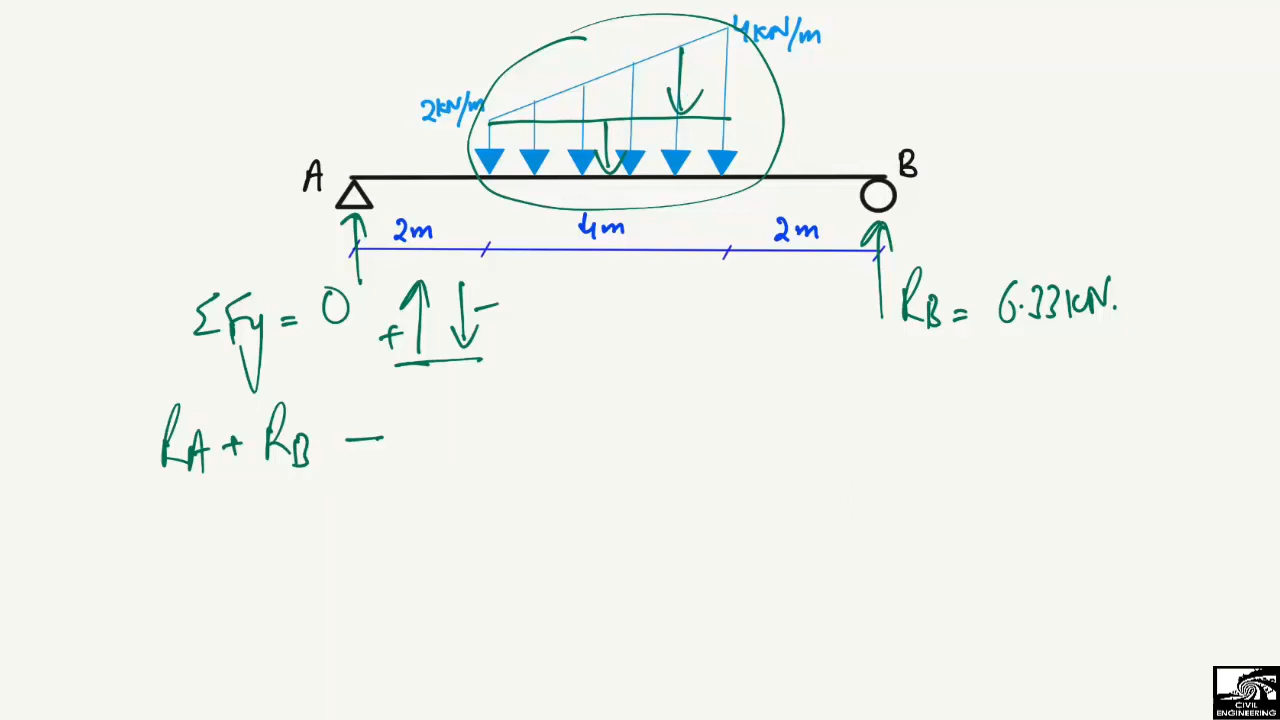 4kN/m
2kN/m
A
B
2m
4m
2m
ΣFy = 0 + -
RB = 6.33kN.
RA + RB -
CIVIL
ENGINEERING